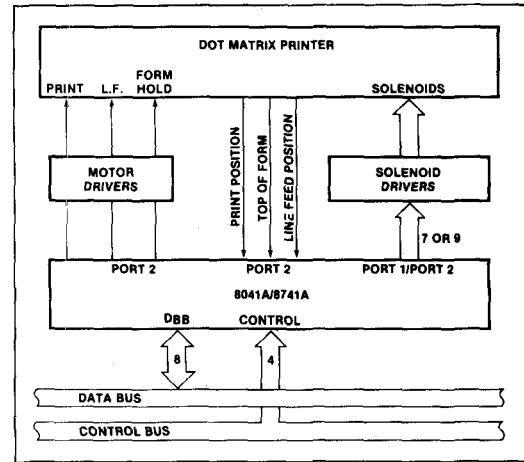 DOT MATRIX PRINTER
FORM
PRINT L.F. HOLD SOLENOIDS
MOTOR
DRIVERS
PRINT POSITION
TOP OF FORM
LINE FEED POSITION
SOLENOID
DRIVERS
7 OR 9
PORT 2 PORT 2 PORT 1/PORT 2
8041A/8741A
DBB CONTROL
8 4
DATA BUS
CONTROL BUS